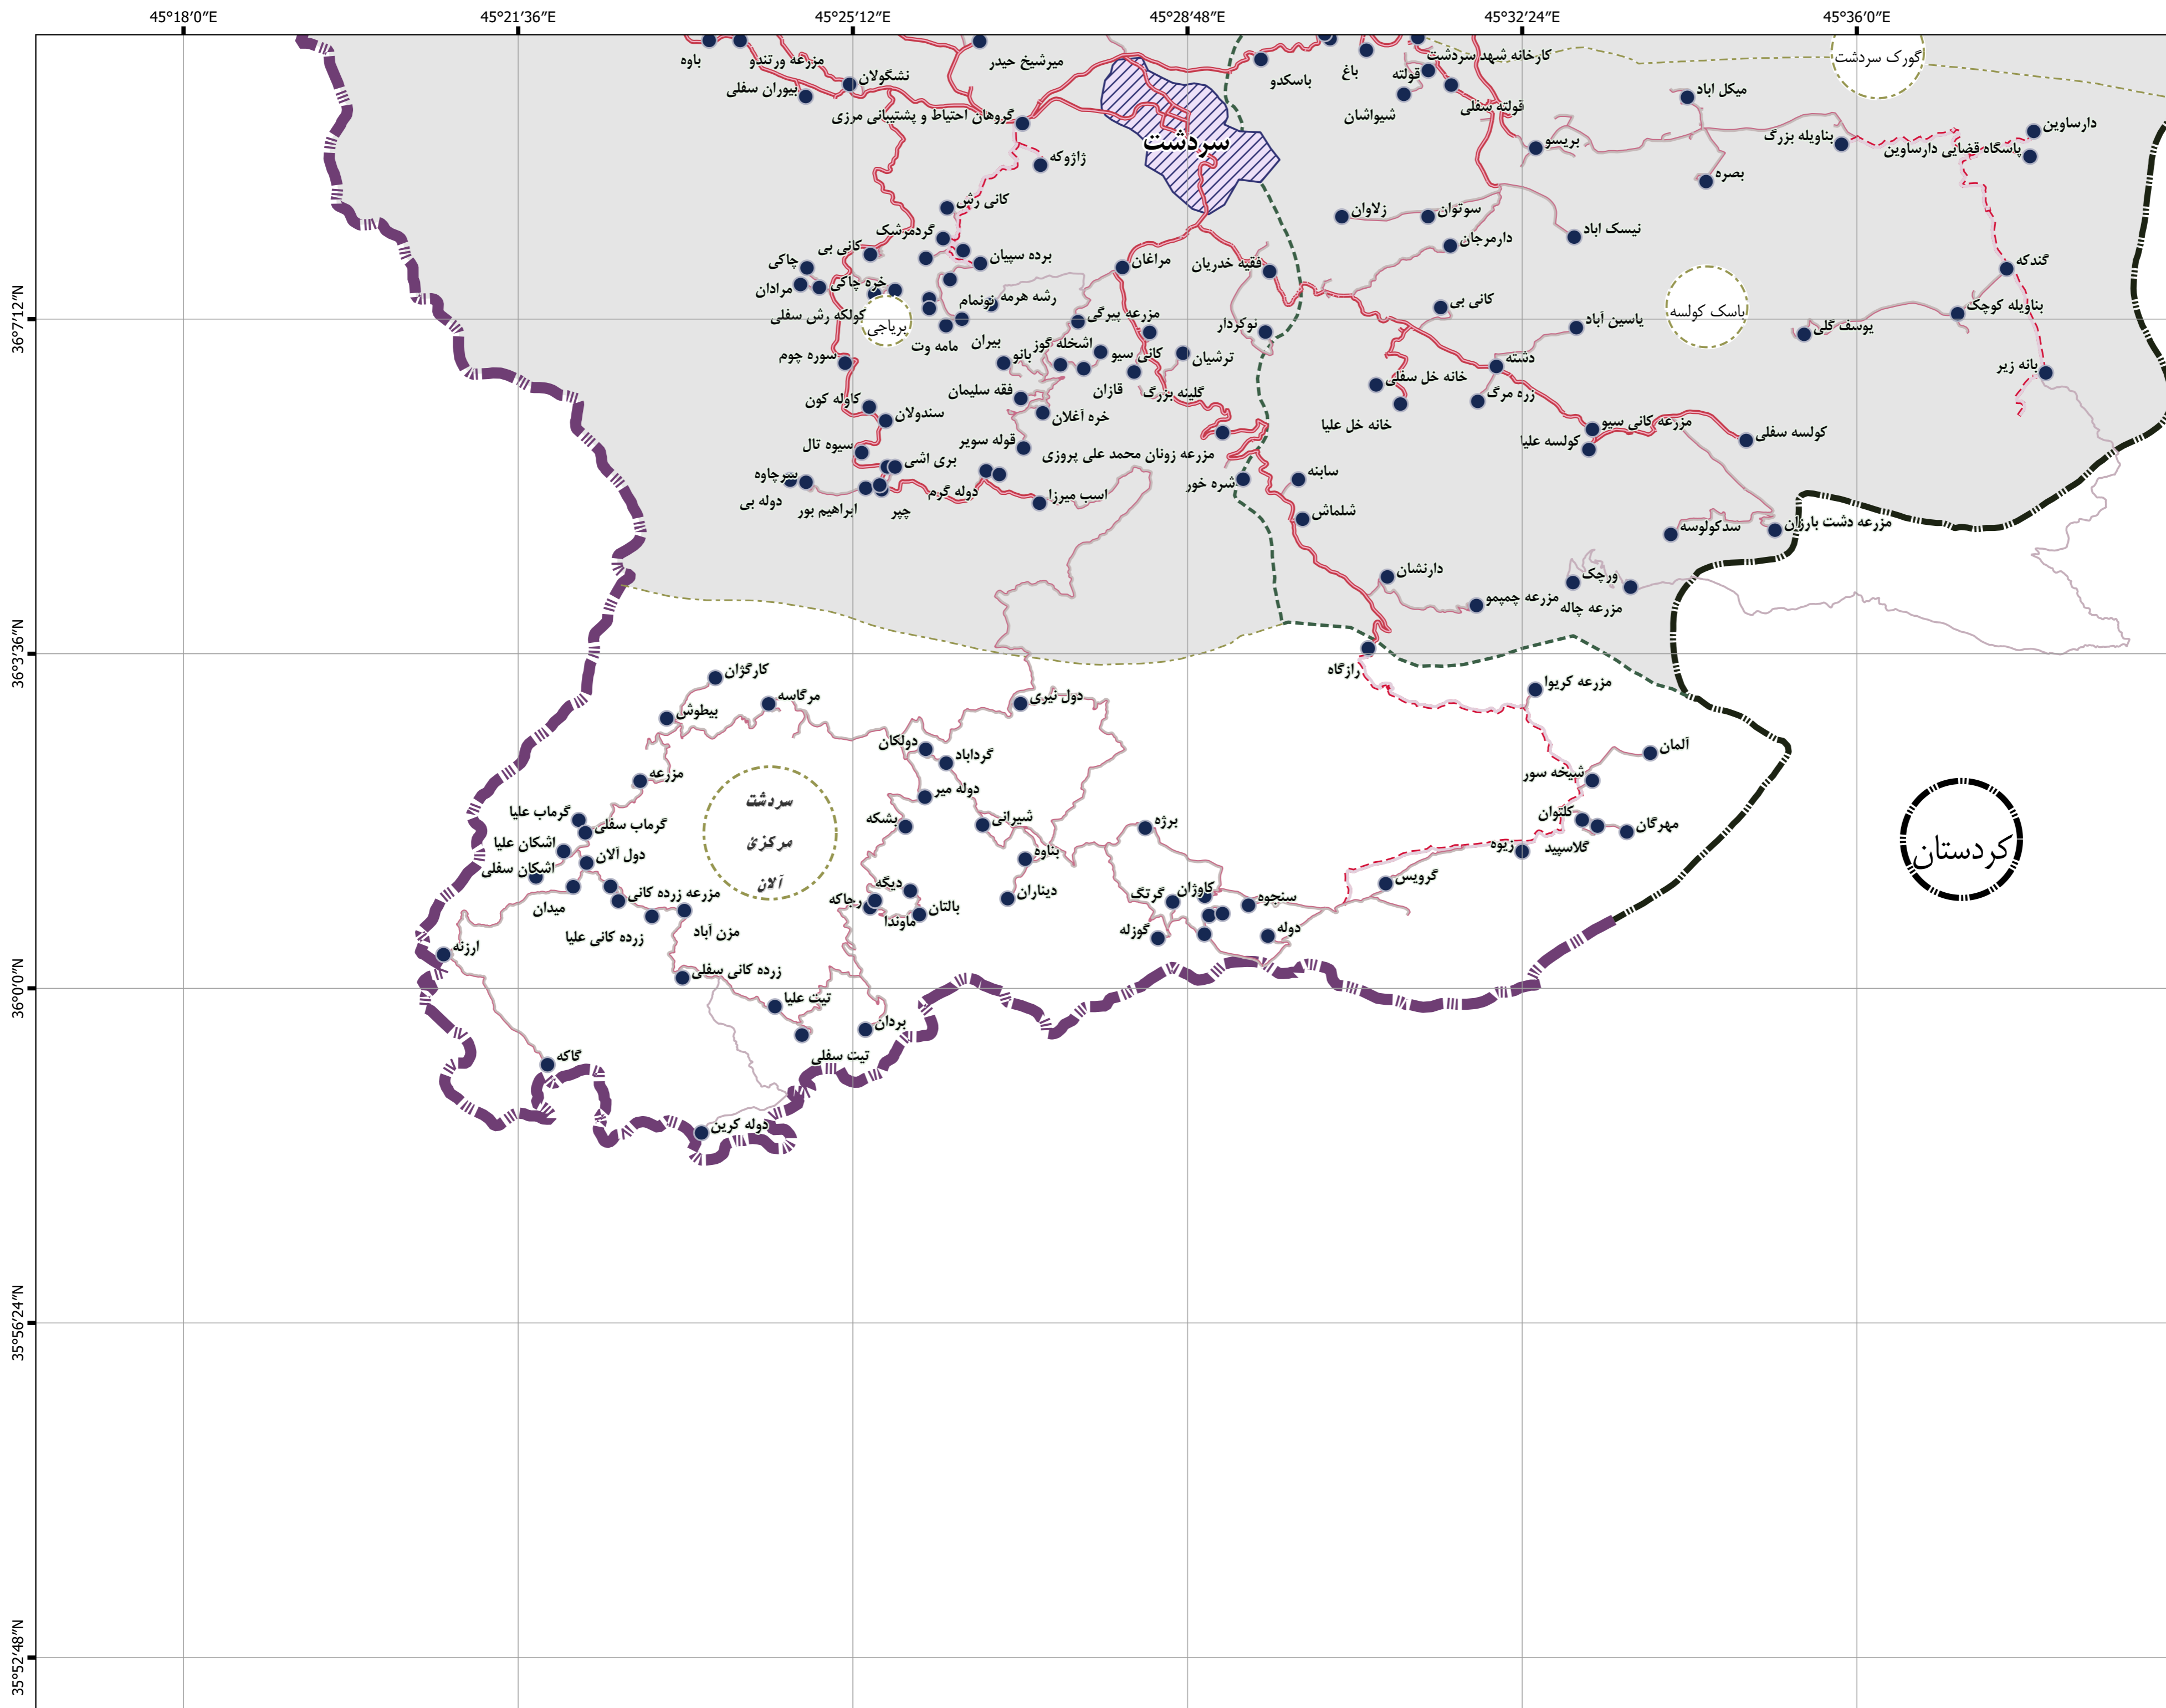 45°18′0″E
45°21′36″E
45°25′12″E
45°28′48″E
45°32′24″E
45°36′0″E
36°7′12″N
36°3′36″N
36°0′0″N
35°56′24″N
35°52′48″N
باوه
مزرعه ورتندو
میرشیخ حیدر
نشگولان
بیوران سفلی
گروهان احتیاط و پشتیبانی مرزی
ژاژوکه
سردشت
باسکدو
باغ
کارخانه شهد سردشت
قولته
قولته سفلی
شیواشان
گورک سردشت
میکل اباد
بریسو
بناویله بزرگ
دارساوین
پاسگاه قضایی دارساوین
بصره
کانی رش
گردمرشک
زلاوان
سوتوان
نیسک اباد
دارمرجان
کانی بی
برده سپیان
چاکی
خره چاکی
مرادان
مراغان
فقیه خدریان
گندکه
کولکه رش سفلی
پریاجی
نونمام
رشه هرمه
مزرعه پیرگی
نوکردار
کانی بی
یاسین آباد
باسک کولسه
بناویله کوچک
یوسف گلی
سوره چوم
مامه وت
بیران
بانو
اشخله گوز
کانی سیو
ترشیان
دشته
بانه زیر
خانه خل سفلی
کاوله کون
سندولان
فقه سلیمان
قازان
گلینه بزرگ
خره آغلان
خانه خل علیا
زره مرگ
مزرعه کانی سیو
کولسه سفلی
کولسه علیا
سیوه تال
بری اشی
قوله سویر
مزرعه زونان محمد علی پروزی
سرچاوه
دوله بی
ابراهیم بور
چپر
دوله گرم
اسب میرزا
شره خور
سابنه
شلماش
سدکولوسه
مزرعه دشت بارزان
دارنشان
ورچک
مزرعه چاله
مزرعه چمپمو
رازگاه
کارگژان
مرگاسه
بیطوش
دول نیری
مزرعه کریوا
دولکان
گرداباد
آلمان
مزرعه
دوله میر
شیخه سور
سردشت
مرکزی
آلان
گرماب علیا
گرماب سفلی
بشکه
شیرانی
برژه
کلتوان
مهرگان
کردستان
اشکان علیا
دول آلان
اشکان سفلی
بناوه
زیوه
گلاسپید
میدان
مزرعه زرده کانی
دیگه
رجاکه
ماوندا
بالتان
دیناران
گرتگ
کاوژان
سنجوه
گرویس
زرده کانی علیا
مزن آباد
گوزله
دوله
ارزنه
زرده کانی سفلی
تیت علیا
بردان
تیت سفلی
گاکه
دوله کرین